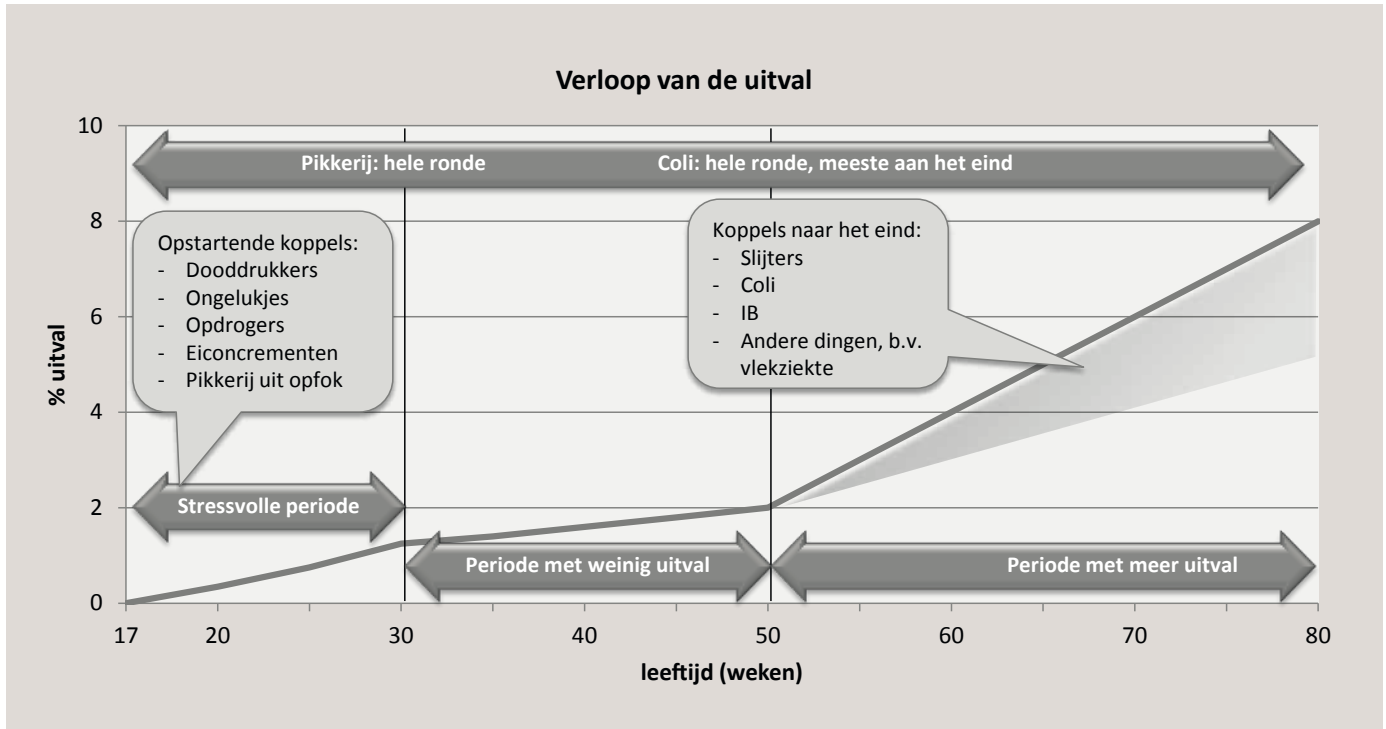 Verloop van de uitval
10
8
6
4
2
0
% uitval
Pikkerij: hele ronde
Coli: hele ronde, meeste aan het eind
Opstartende koppels:
- Dooddrukkers
- Ongelukjes
- Opdrogers
- Eiconcrementen
- Pikkerij uit opfok
Koppels naar het eind:
- Slijters
- Coli
- IB
- Andere dingen, b.v.
vlekziekte
Stressvolle periode
Periode met weinig uitval
Periode met meer uitval
17 20 30 40 50 60 70 80
leeftijd (weken)